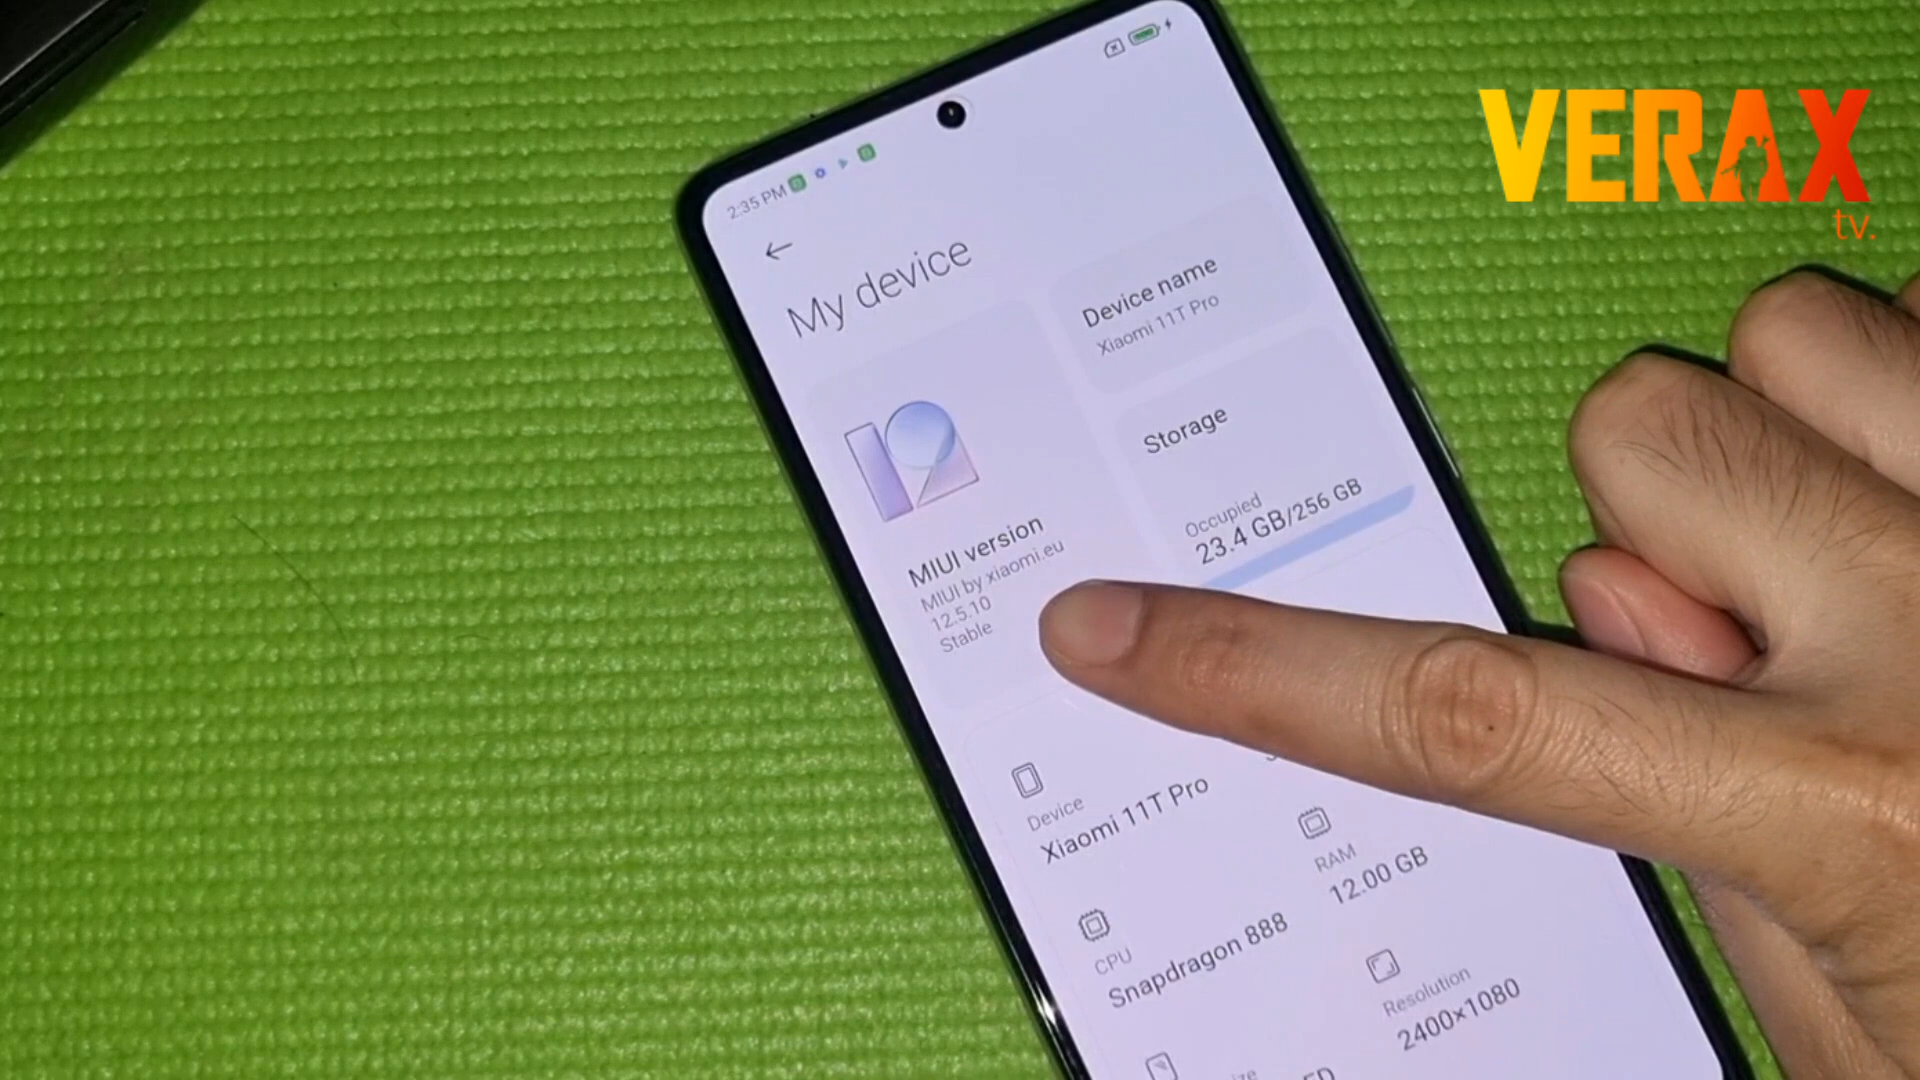 VERAX
tv.
2:35 PM
My device
Device name
Xiaomi 11T Pro
Storage
Occupied
23.4 GB/256 GB
12
MIUI version
MIUI by xiaomi.eu
12.5.10
Stable
Device
Xiaomi 11T Pro
RAM
12.00 GB
CPU
Snapdragon 888
Resolution
2400×1080